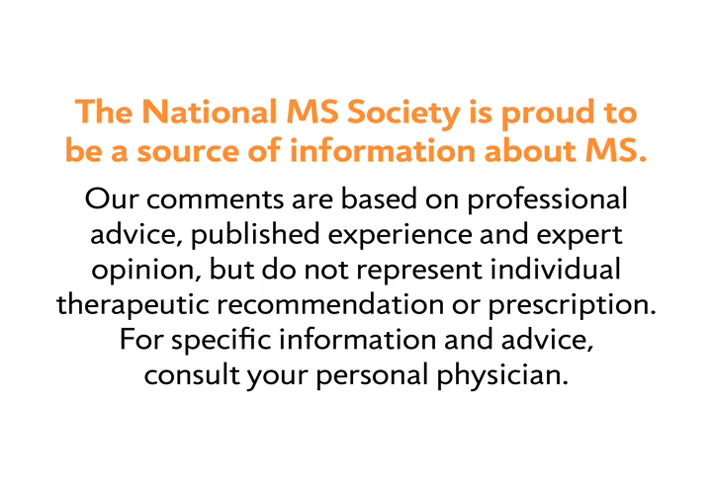 The National MS Society is proud to
be a source of information about MS.
Our comments are based on professional
advice, published experience and expert
opinion, but do not represent individual
therapeutic recommendation or prescription.
For specific information and advice,
consult your personal physician.